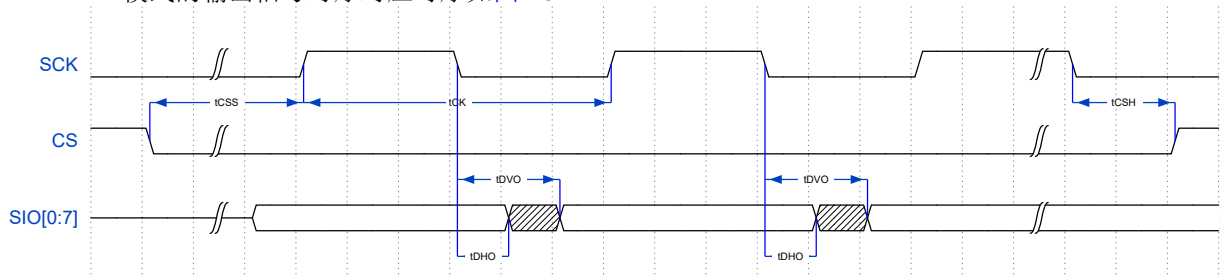 SCK
tCSS
tCK
tCSH
CS
tDVO
tDVO
SIO[0:7]
tDHO
tDHO